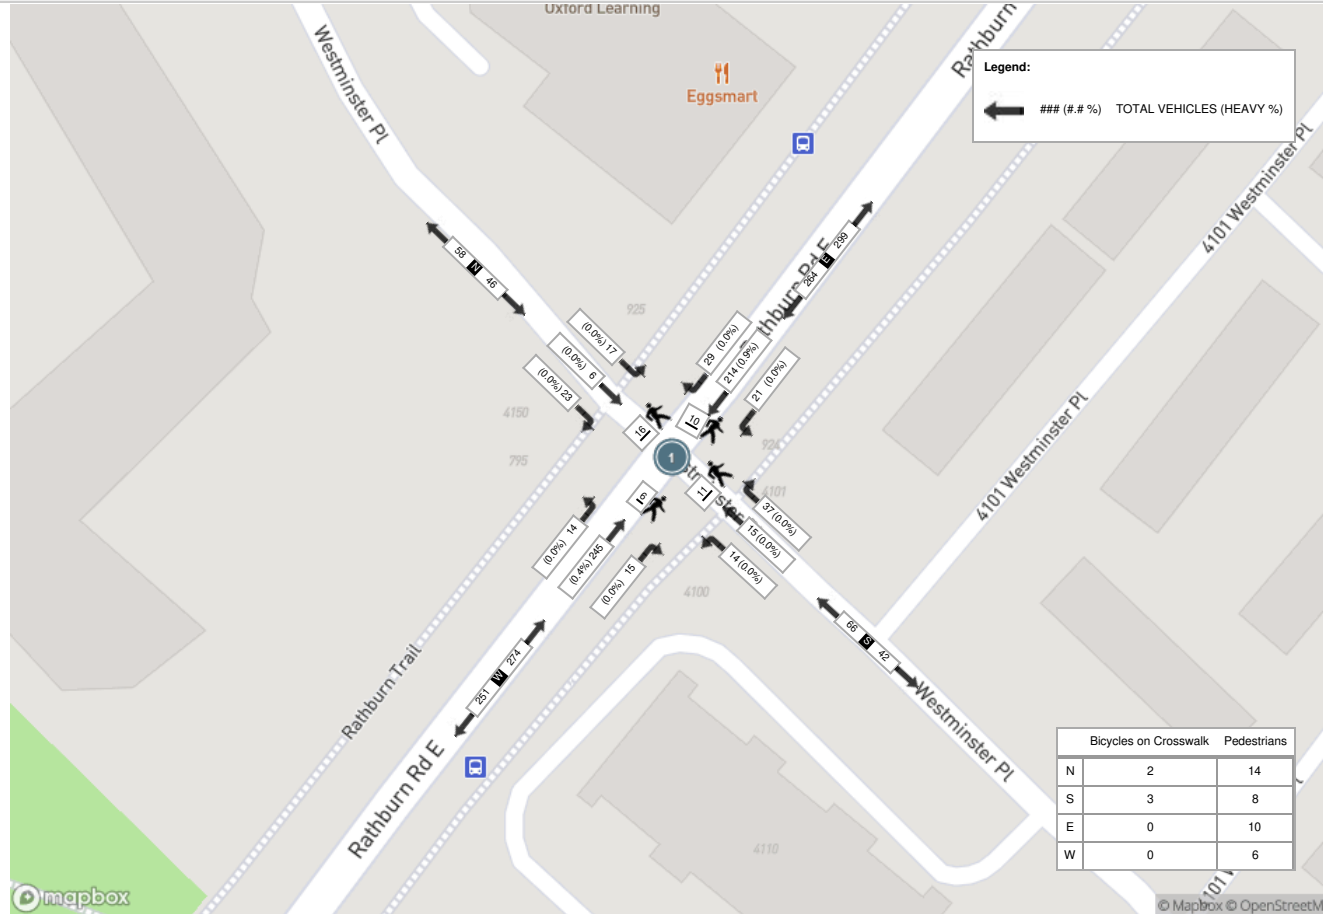 Oxford Learning
Westminster Pl
Rathburn
Eggsmart
Legend:
### (#.# %) TOTAL VEHICLES (HEAVY %)
4101 Westminster Pl
58 N 46
264 E 299
Rathburn Rd E
925
(0.0%) 17
(0.0%) 6
(0.0%) 23
29 (0.0%)
214 (0.9%)
21 (0.0%)
4150
795
16
10
924
1
4101
9
11
37 (0.0%)
15 (0.0%)
14 (0.0%)
4101 Westminster Pl
(0.0%) 14
(0.4%) 245
(0.0%) 15
4100
66 S 42
251 W 274
Rathburn Trail
Westminster Pl
Rathburn Rd E
4110
Bicycles on Crosswalk Pedestrians
N 2 14
S 3 8
E 0 10
W 0 6
mapbox
© Mapbox © OpenStreetM